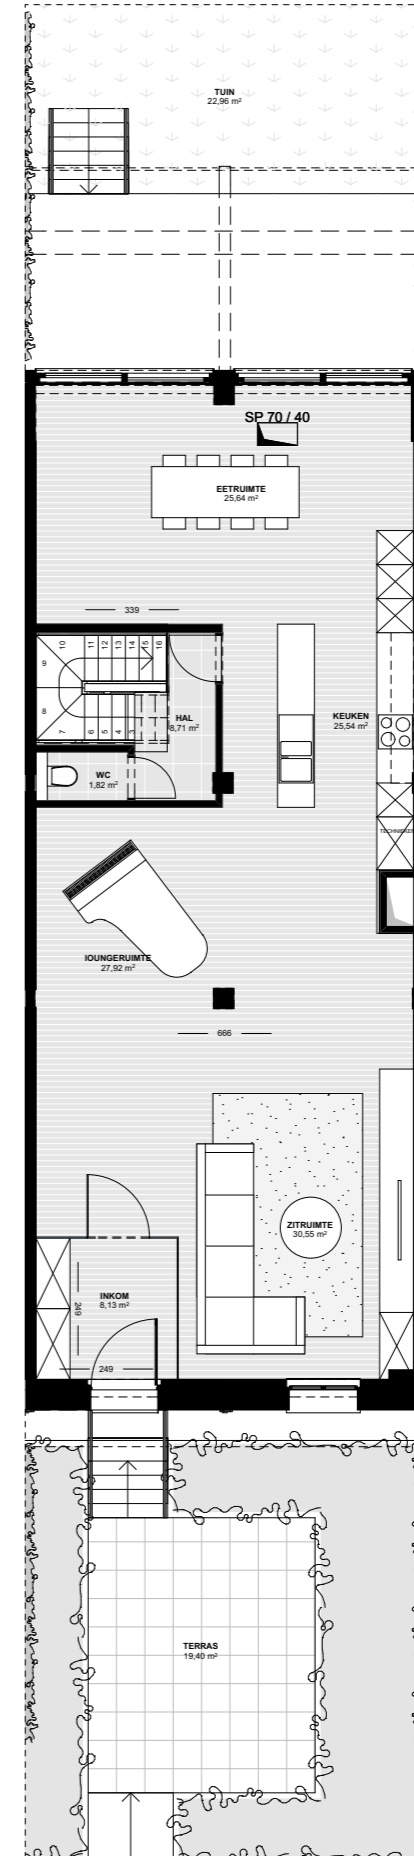 TUIN
22,96 m²
SP 70 / 40
EETRUIMTE
25,64 m²
339
10
11
12
13
14
15
16
9
8
7
6
5
4
3
HAL
8,71 m²
KEUKEN
25,54 m²
WC
1,82 m²
TECHNIEKEN
lOUNGERUIMTE
27,92 m²
666
ZITRUIMTE
30,55 m²
INKOM
8,13 m²
249
249
TERRAS
19,40 m²